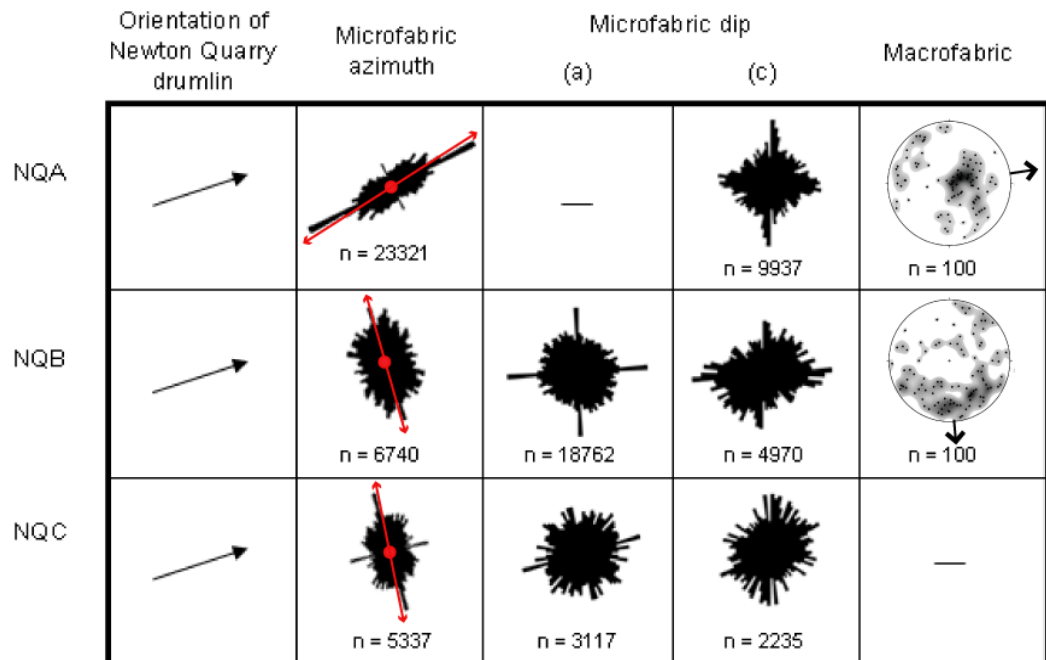 Orientation of
Newton Quarry
drumlin
Microfabric
azimuth
Microfabric dip
(a)
(c)
Macrofabric
NQA
n = 23321
—
n = 9937
n = 100
NQB
n = 6740
n = 18762
n = 4970
n = 100
NQC
n = 5337
n = 3117
n = 2235
—